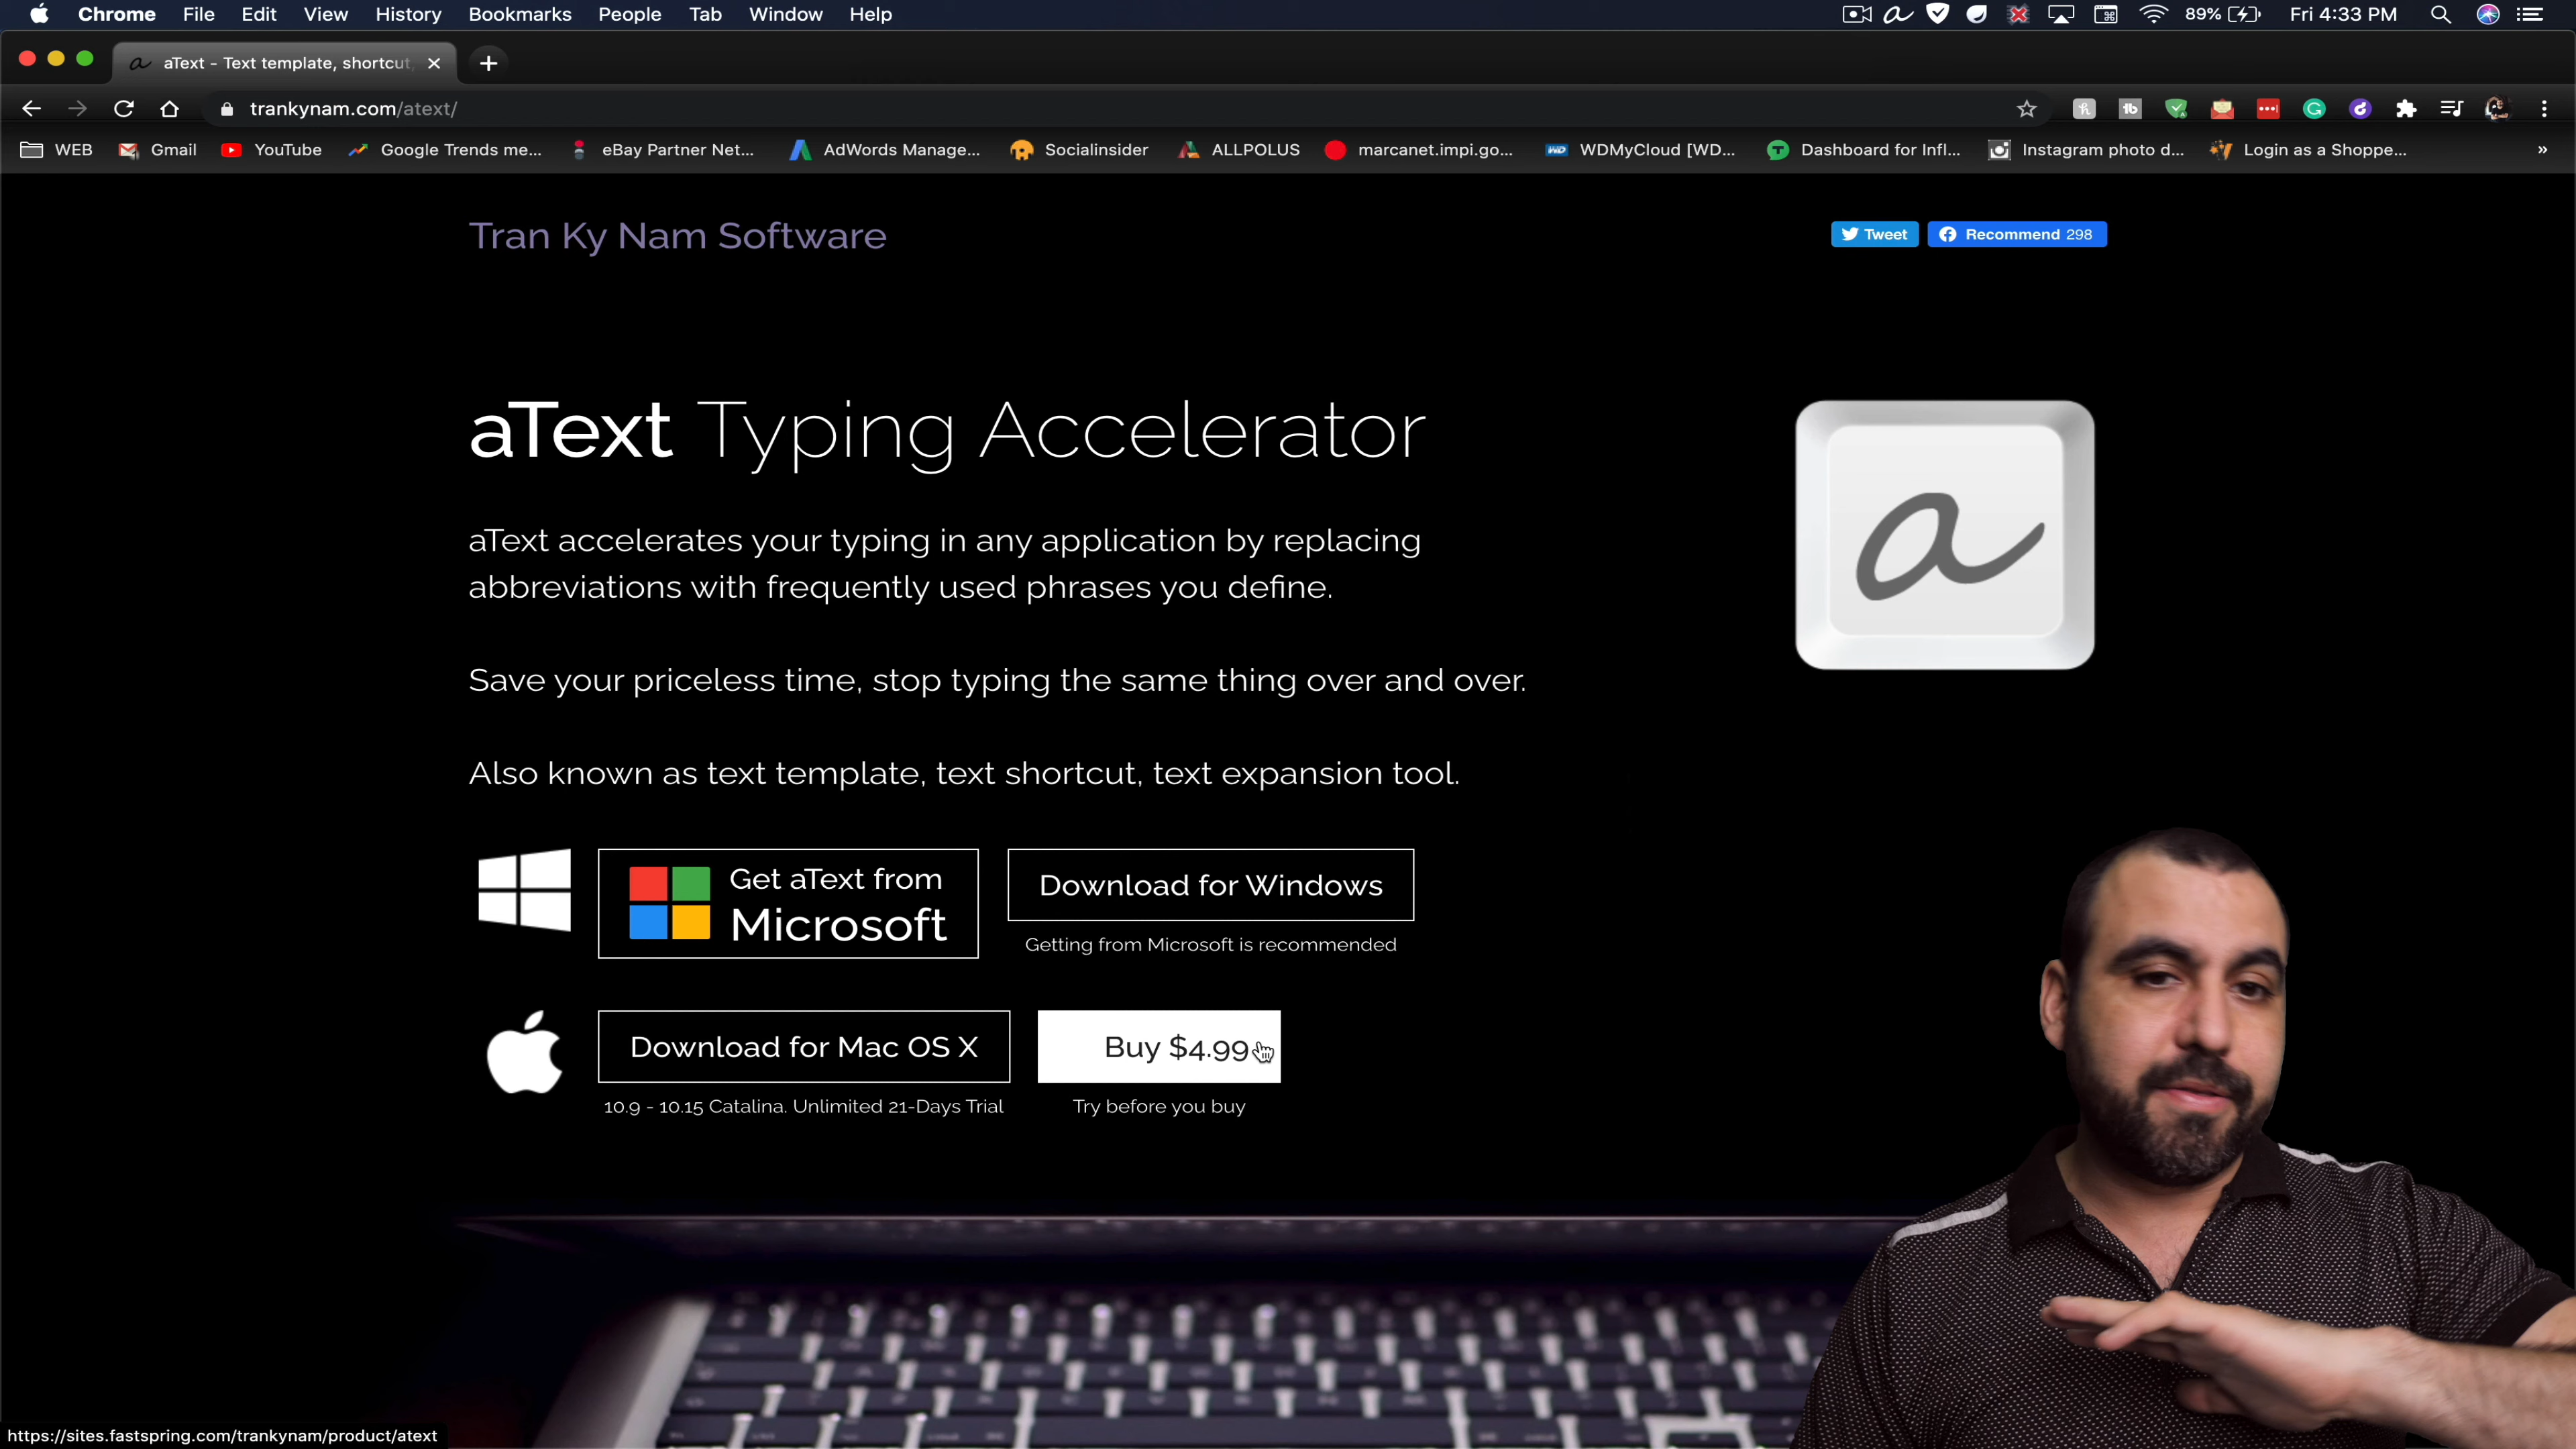 Chrome File Edit View History Bookmarks People Tab Window Help 89% Fri 4:33 PM
aText - Text template, shortcut,
trankynam.com/atext/
WEB Gmail YouTube Google Trends me... eBay Partner Net... AdWords Manage... Socialinsider ALLPOLUS marcanet.impi.go... WDMyCloud [WD... Dashboard for Infl... Instagram photo d... Login as a Shoppe... »
Tran Ky Nam Software
Tweet Recommend 298
aText Typing Accelerator
a
aText accelerates your typing in any application by replacing
abbreviations with frequently used phrases you define.
Save your priceless time, stop typing the same thing over and over.
Also known as text template, text shortcut, text expansion tool.
Get aText from
Microsoft
Download for Windows
Getting from Microsoft is recommended
Download for Mac OS X
Buy $4.99
10.9 - 10.15 Catalina. Unlimited 21-Days Trial
Try before you buy
https://sites.fastspring.com/trankynam/product/atext